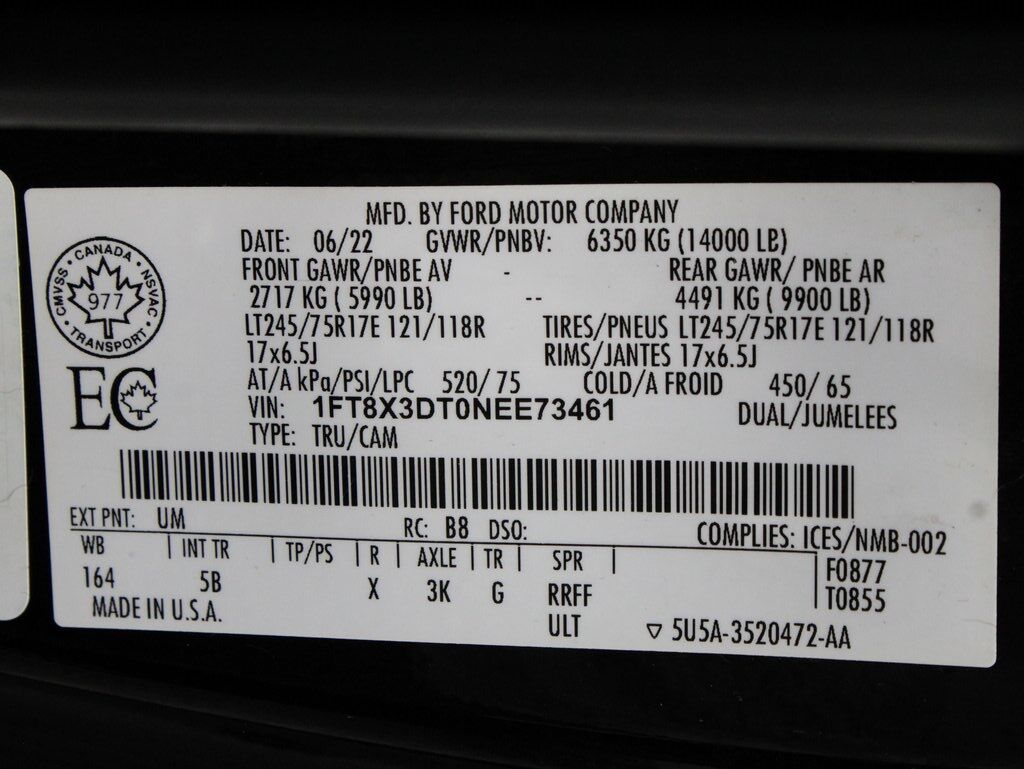 MFD. BY FORD MOTOR COMPANY
DATE: 06/22 GVWR/PNBV: 6350 KG (14000 LB)
FRONT GAWR/PNBE AV - REAR GAWR/ PNBE AR
2717 KG ( 5990 LB) -- 4491 KG ( 9900 LB)
LT245/75R17E 121/118R TIRES/PNEUS LT245/75R17E 121/118R
17x6.5J RIMS/JANTES 17x6.5J
AT/A kPa/PSI/LPC 520/ 75 COLD/A FROID 450/ 65
VIN: 1FT8X3DT0NEE73461 DUAL/JUMELEES
TYPE: TRU/CAM
CANADA
CMVSS • NSVAC
977
TRANSPORT
EC
EXT PNT: UM RC: B8 DSO: COMPLIES: ICES/NMB-002
WB | INT TR | TP/PS | R | AXLE | TR | SPR | F0877
164 5B X 3K G RRFF T0855
MADE IN U.S.A. ULT ▽ 5U5A-3520472-AA